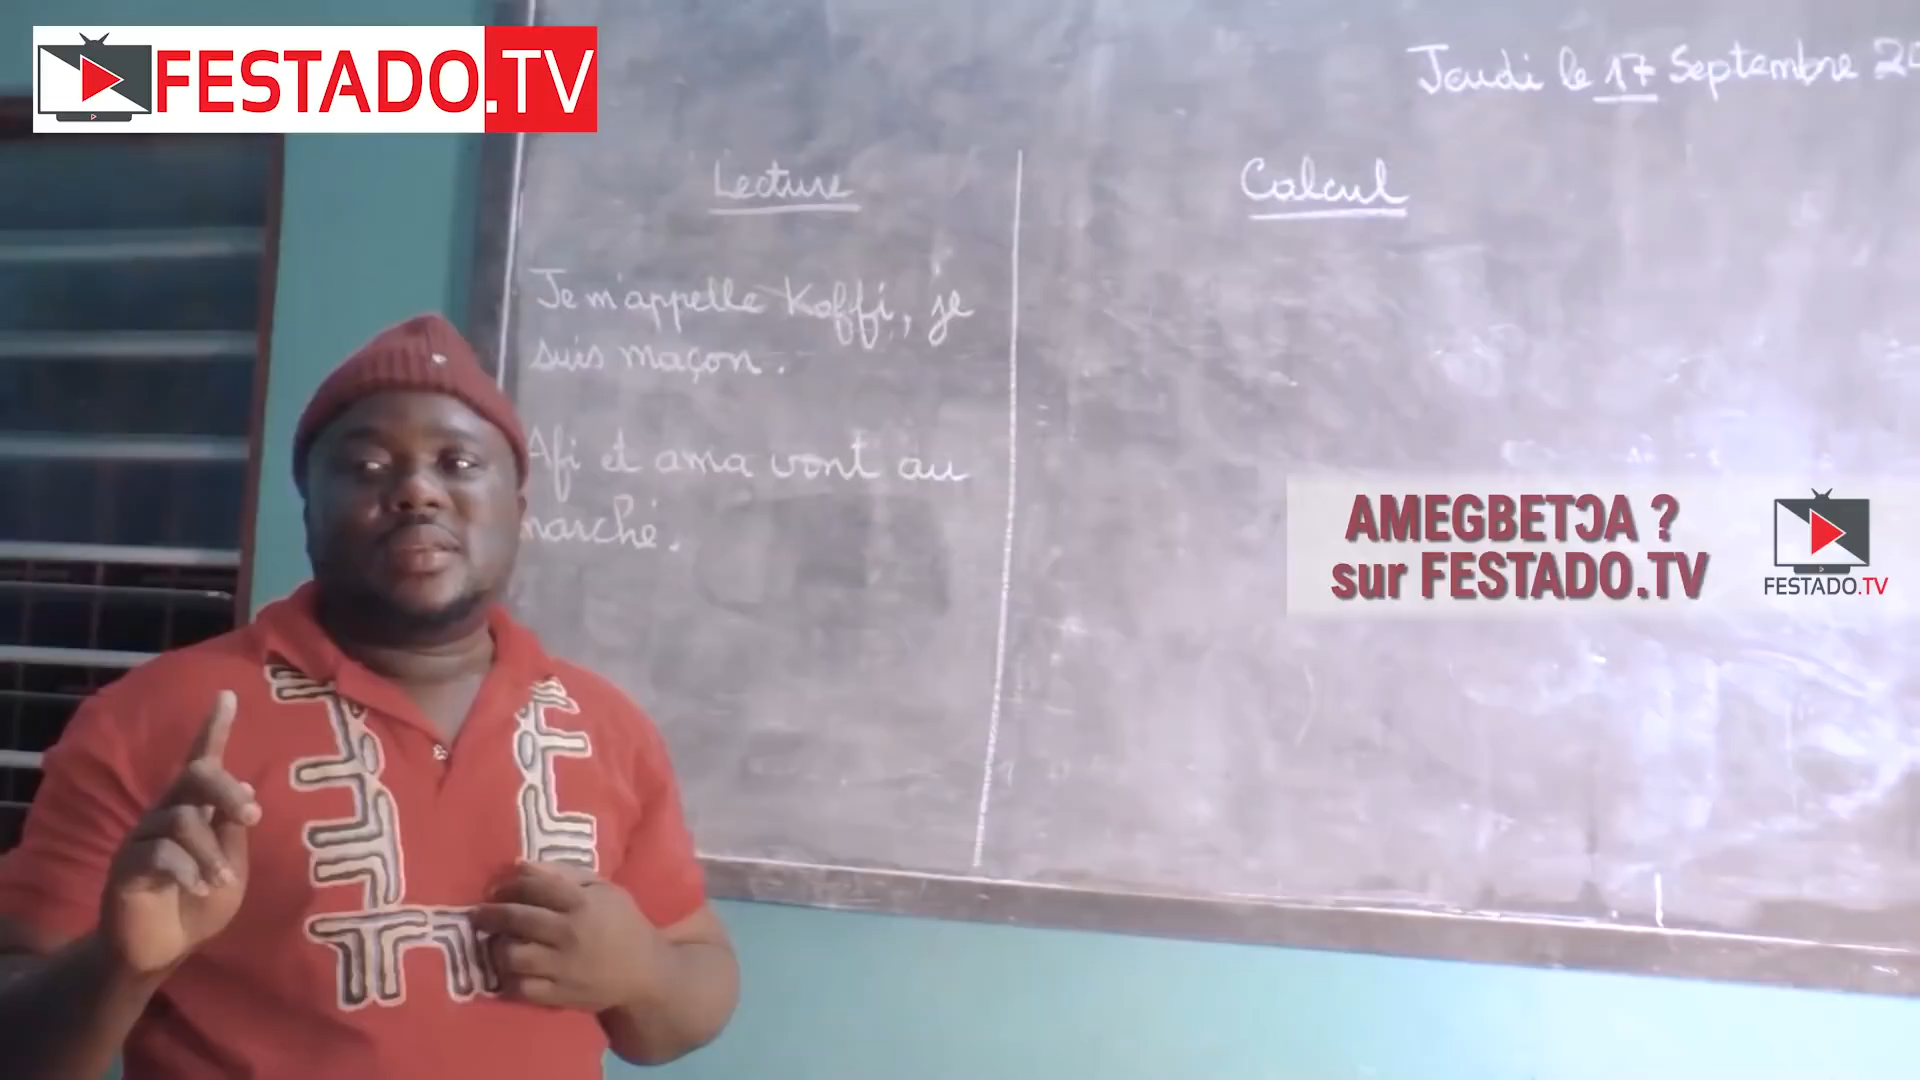 FESTADO.TV
Jeudi le 17 Septembre 20
Lecture
Je m'appelle Koffi, je
suis maçon.
Afi et ama vont au
marché.
Calcul
AMEGBETƆA ?
sur FESTADO.TV
FESTADO.TV